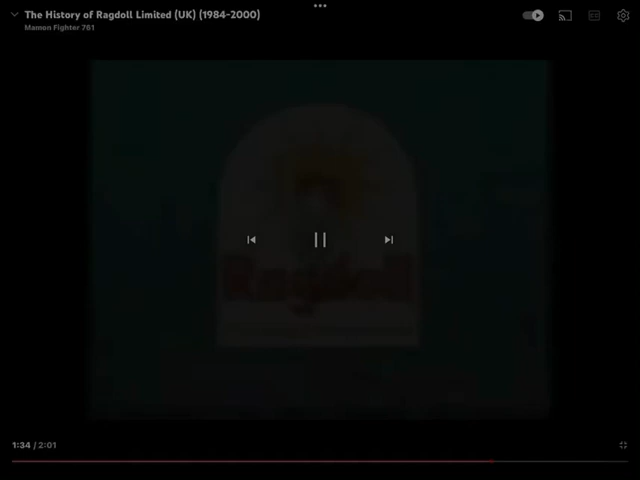 The History of Ragdoll Limited (UK) (1984-2000)
Mamon Fighter 761
Ragdoll
1:34 / 2:01